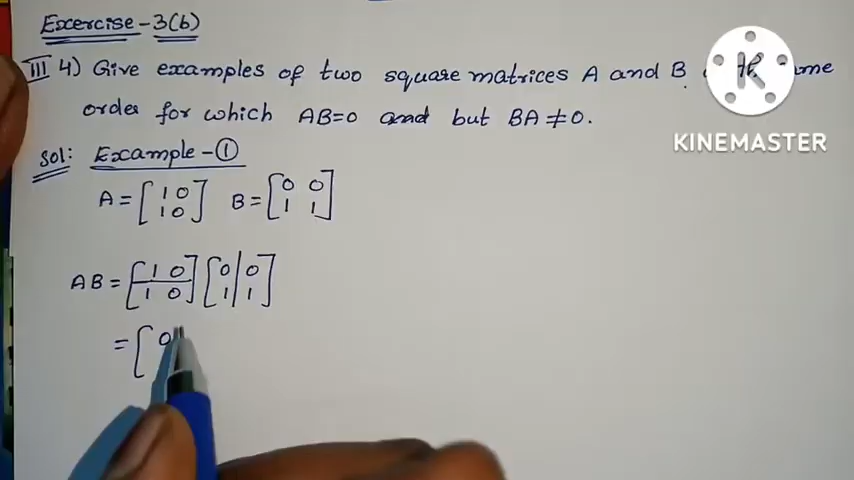 Excercise-3(b)
III 4) Give examples of two square matrices A and B me
order for which AB=0 and but BA≠0.
K
KINEMASTER
Sol: Example-①
A = [1 0
1 0] B = [0 0
1 1]
AB = [1 0
1 0] [0 0
1 1]
= [0